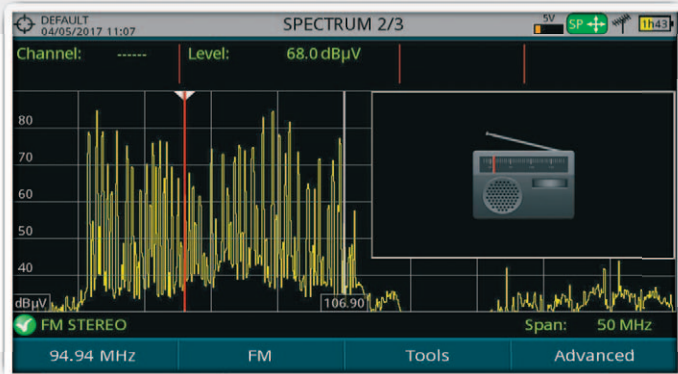 DEFAULT
04/05/2017 11:07
SPECTRUM 2/3
5V
SP
1h43
Channel: ------ Level: 68.0 dBµV
80
70
60
50
40
dBµV
106.90
FM STEREO
Span: 50 MHz
94.94 MHz FM Tools Advanced